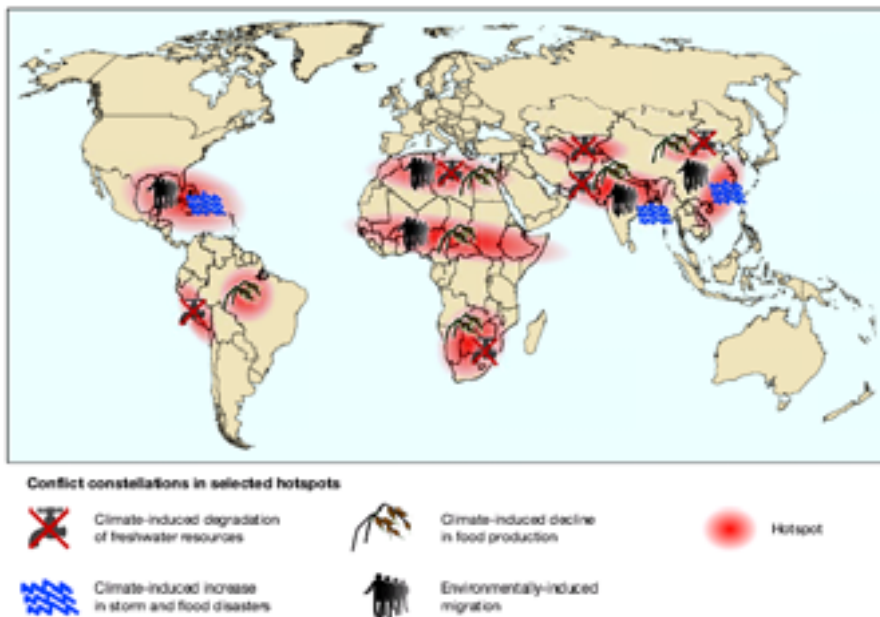 Conflict constellations in selected hotspots
Climate-induced degradation
of freshwater resources
Climate-induced decline
in food production
Hotspot
Climate-induced increase
in storm and flood disasters
Environmentally-induced
migration